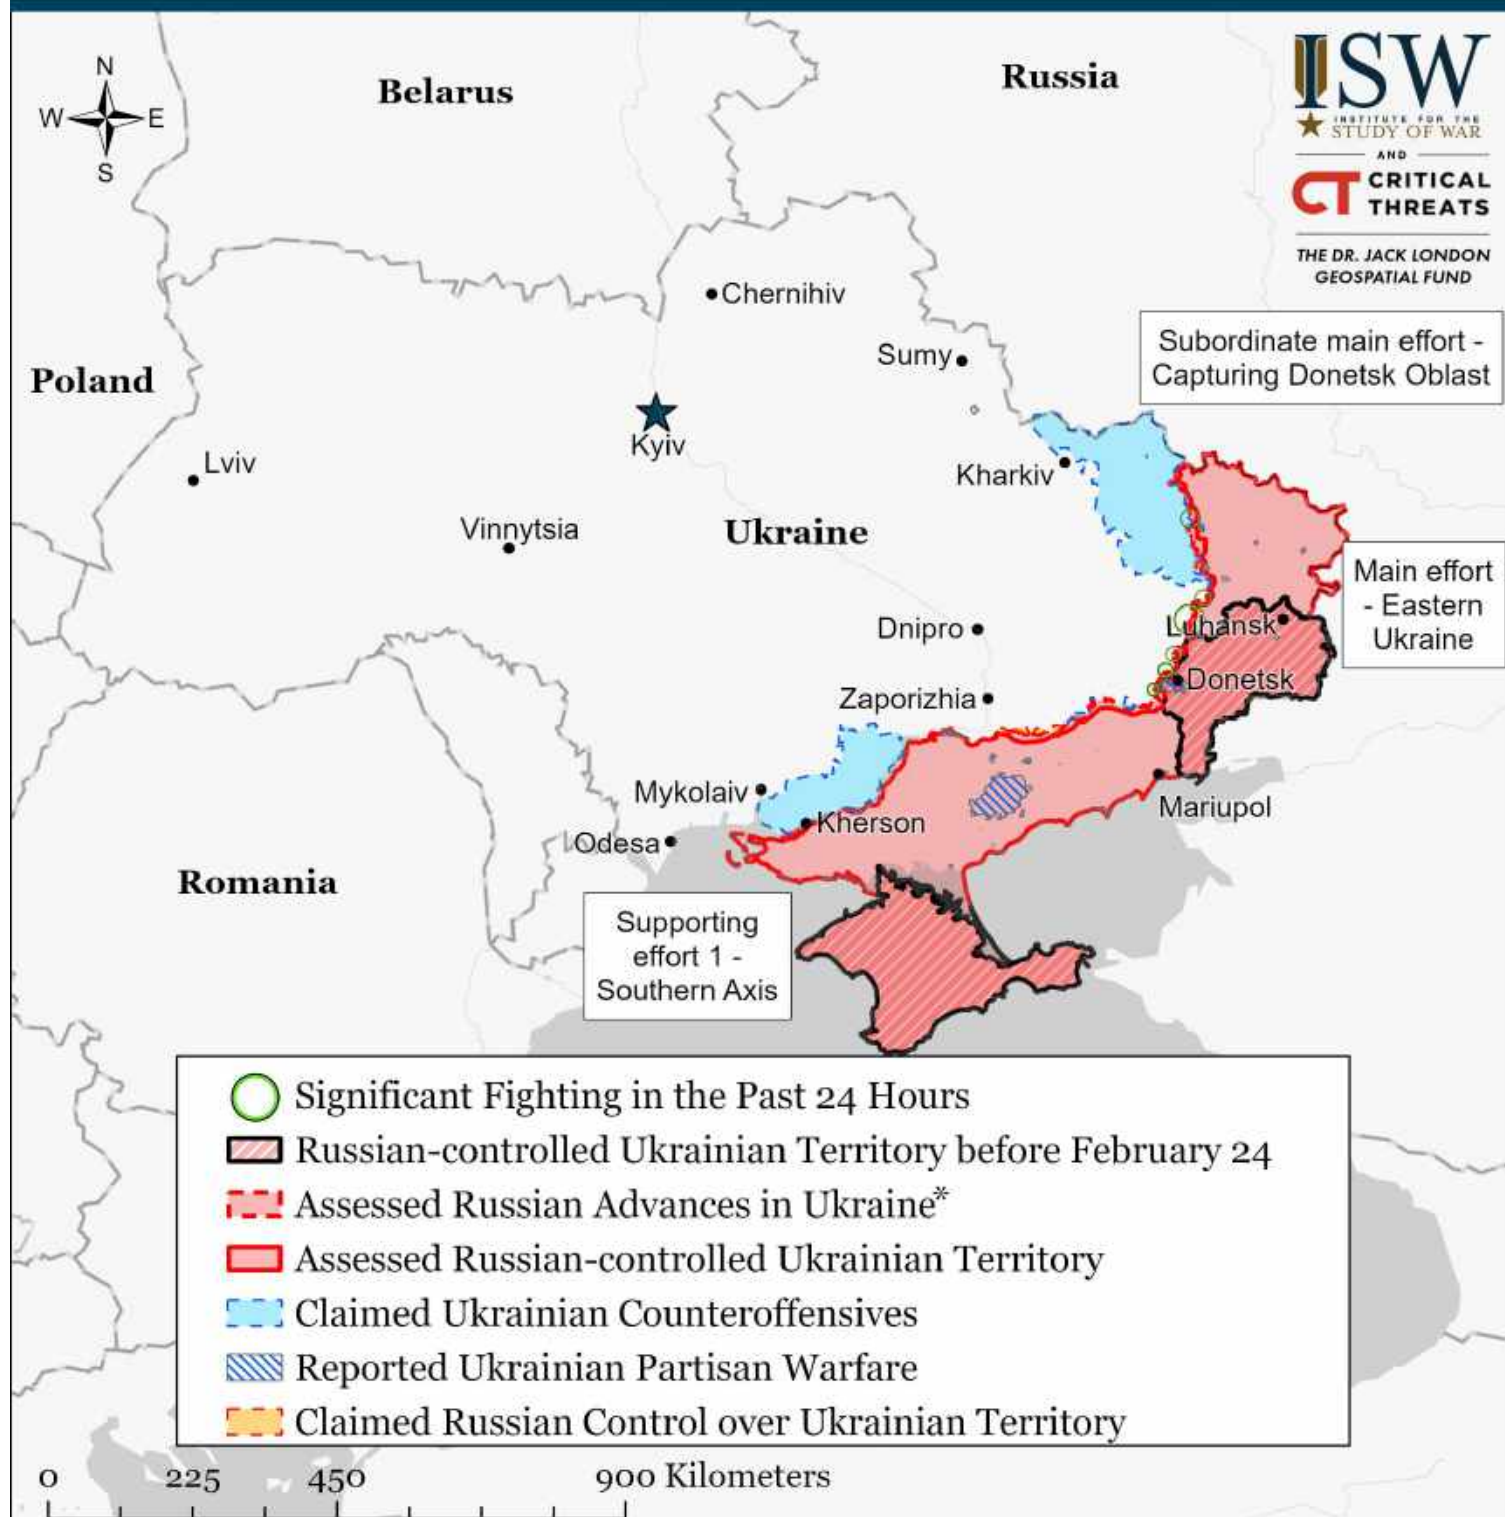 N
W E
S
Belarus
Russia
ISW
INSTITUTE FOR THE
STUDY OF WAR
AND
CT CRITICAL
THREATS
THE DR. JACK LONDON
GEOSPATIAL FUND
Chernihiv
Subordinate main effort -
Capturing Donetsk Oblast
Sumy
Poland
Kyiv
Lviv
Kharkiv
Vinnytsia
Ukraine
Main effort
- Eastern
Ukraine
Dnipro
Luhansk
Donetsk
Zaporizhia
Mykolaiv
Mariupol
Kherson
Odesa
Romania
Supporting
effort 1 -
Southern Axis
Significant Fighting in the Past 24 Hours
Russian-controlled Ukrainian Territory before February 24
Assessed Russian Advances in Ukraine*
Assessed Russian-controlled Ukrainian Territory
Claimed Ukrainian Counteroffensives
Reported Ukrainian Partisan Warfare
Claimed Russian Control over Ukrainian Territory
0 225 450 900 Kilometers